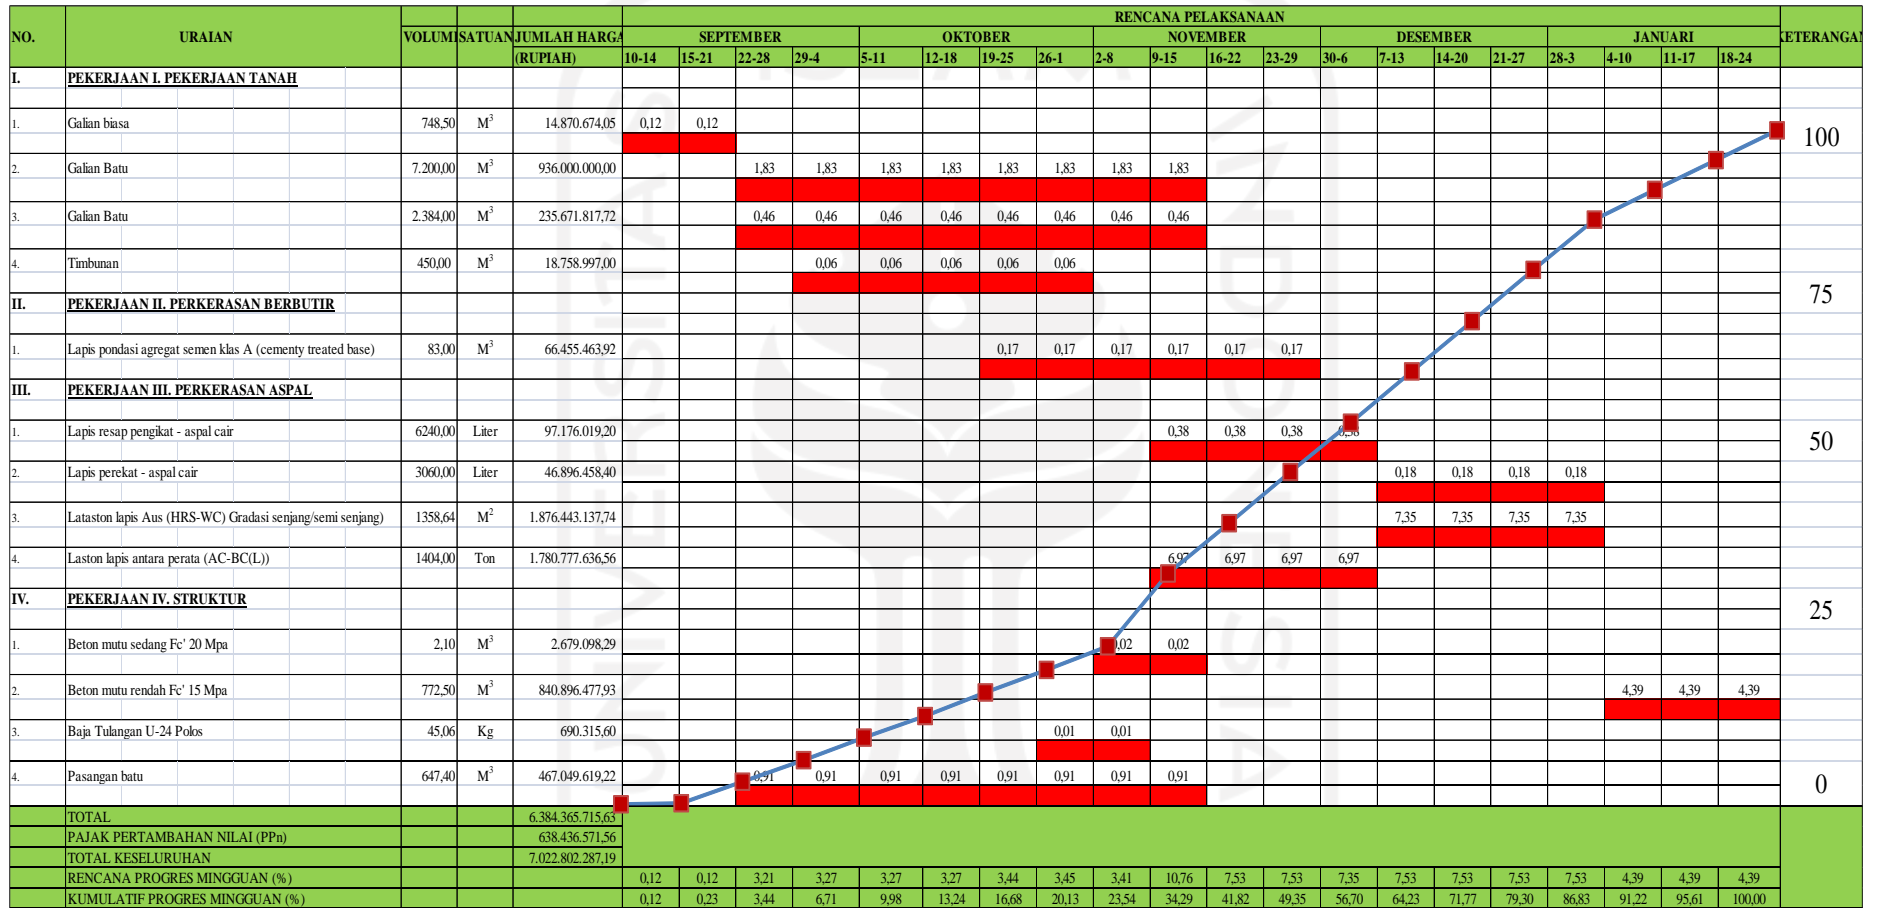 RENCANA PELAKSANAAN
NO. URAIAN VOLUM SATUAN JUMLAH HARGA SEPTEMBER OKTOBER NOVEMBER DESEMBER JANUARI KETERANGAN
(RUPIAH) 10-14 15-21 22-28 29-4 5-11 12-18 19-25 26-1 2-8 9-15 16-22 23-29 30-6 7-13 14-20 21-27 28-3 4-10 11-17 18-24
I. PEKERJAAN I. PEKERJAAN TANAH
1. Galian biasa 748,50 M3 14.870.674,05 0,12 0,12
100
2. Galian Batu 7.200,00 M3 936.000.000,00 1,83 1,83 1,83 1,83 1,83 1,83 1,83 1,83
3. Galian Batu 2.384,00 M3 235.671.817,72 0,46 0,46 0,46 0,46 0,46 0,46 0,46 0,46
4. Timbunan 450,00 M3 18.758.997,00 0,06 0,06 0,06 0,06 0,06
75
II. PEKERJAAN II. PERKERASAN BERBUTIR
1. Lapis pondasi agregat semen klas A (cementy treated base) 83,00 M3 66.455.463,92 0,17 0,17 0,17 0,17 0,17 0,17
III. PEKERJAAN III. PERKERASAN ASPAL
1. Lapis resap pengikat - aspal cair 6240,00 Liter 97.176.019,20 0,38 0,38 0,38 0,38
50
2. Lapis perekat - aspal cair 3060,00 Liter 46.896.458,40 0,18 0,18 0,18 0,18
3. Lataston lapis Aus (HRS-WC) Gradasi senjang/semi senjang) 1358,64 M2 1.876.443.137,74 7,35 7,35 7,35 7,35
4. Laston lapis antara perata (AC-BC(L)) 1404,00 Ton 1.780.777.636,56 6,97 6,97 6,97 6,97
IV. PEKERJAAN IV. STRUKTUR
25
1. Beton mutu sedang Fc' 20 Mpa 2,10 M3 2.679.098,29 0,02 0,02
2. Beton mutu rendah Fc' 15 Mpa 772,50 M3 840.896.477,93 4,39 4,39 4,39
3. Baja Tulangan U-24 Polos 45,06 Kg 690.315,60 0,01 0,01
4. Pasangan batu 647,40 M3 467.049.619,22 0,91 0,91 0,91 0,91 0,91 0,91 0,91 0,91
0
TOTAL 6.384.365.715,63
PAJAK PERTAMBAHAN NILAI (PPn) 638.436.571,56
TOTAL KESELURUHAN 7.022.802.287,19
RENCANA PROGRES MINGGUAN (%) 0,12 0,12 3,21 3,27 3,27 3,27 3,44 3,45 3,41 10,76 7,53 7,53 7,35 7,53 7,53 7,53 7,53 4,39 4,39 4,39
KUMULATIF PROGRES MINGGUAN (%) 0,12 0,23 3,44 6,71 9,98 13,24 16,68 20,13 23,54 34,29 41,82 49,35 56,70 64,23 71,77 79,30 86,83 91,22 95,61 100,00
UNIVERSITAS
ISLAM
INDONESIA